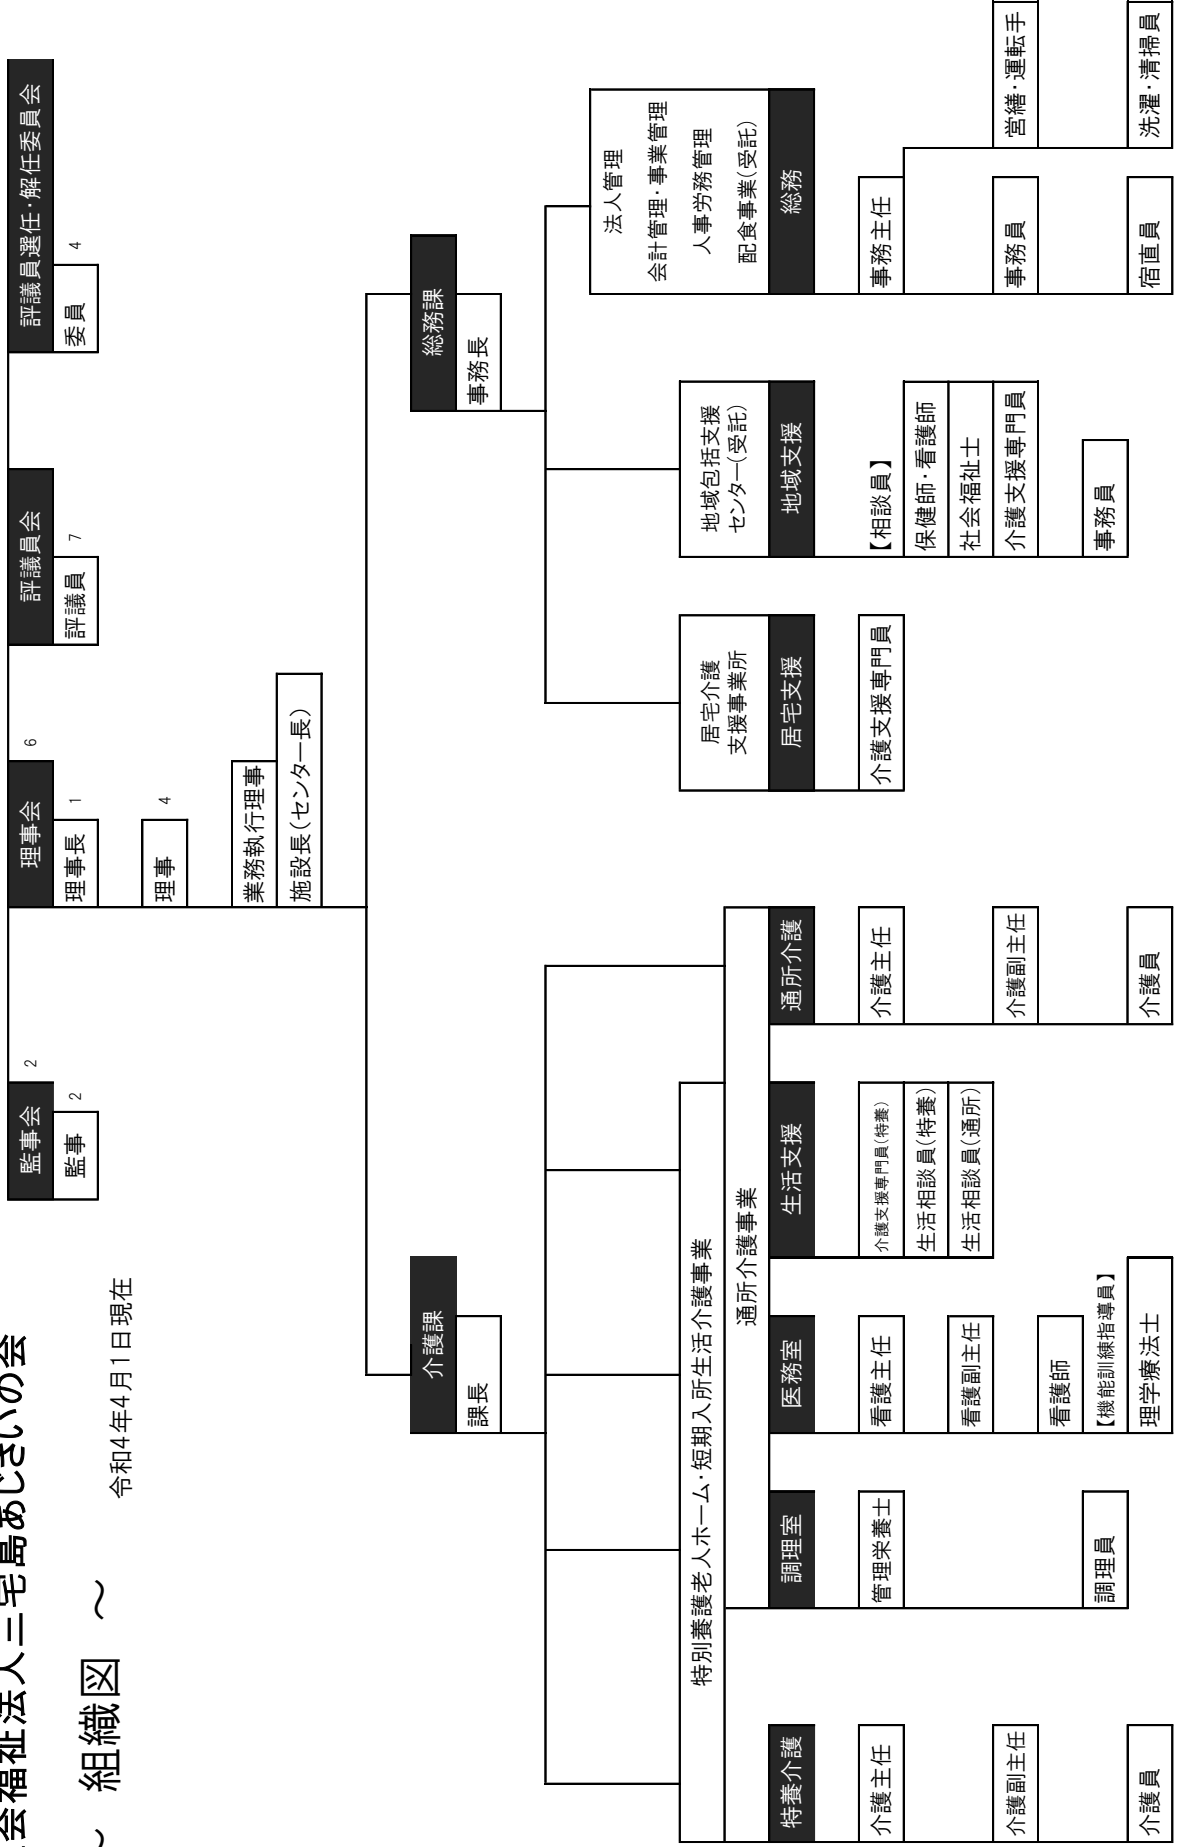 会福祉法人三宅島あじさいの会
～ 組織図 ～
令和4年4月1日現在
監事会 2
監事 2
理事会 6
理事長 1
理事 4
業務執行理事
施設長(センター長)
評議員会
評議員 7
評議員選任・解任委員会
委員 4
介護課
課長
総務課
事務長
特別養護老人ホーム・短期入所生活介護事業
通所介護事業
特養介護
介護主任
介護副主任
介護員
調理室
管理栄養士
調理員
医務室
看護主任
看護副主任
看護師
【機能訓練指導員】
理学療法士
生活支援
介護支援専門員(特養)
生活相談員(特養)
生活相談員(通所)
通所介護
介護主任
介護副主任
介護員
居宅介護
支援事業所
居宅支援
介護支援専門員
地域包括支援
センター(受託)
地域支援
【相談員】
保健師・看護師
社会福祉士
介護支援専門員
事務員
法人管理
会計管理・事業管理
人事労務管理
配食事業(受託)
総務
事務主任
事務員
宿直員
営繕・運転手
洗濯・清掃員